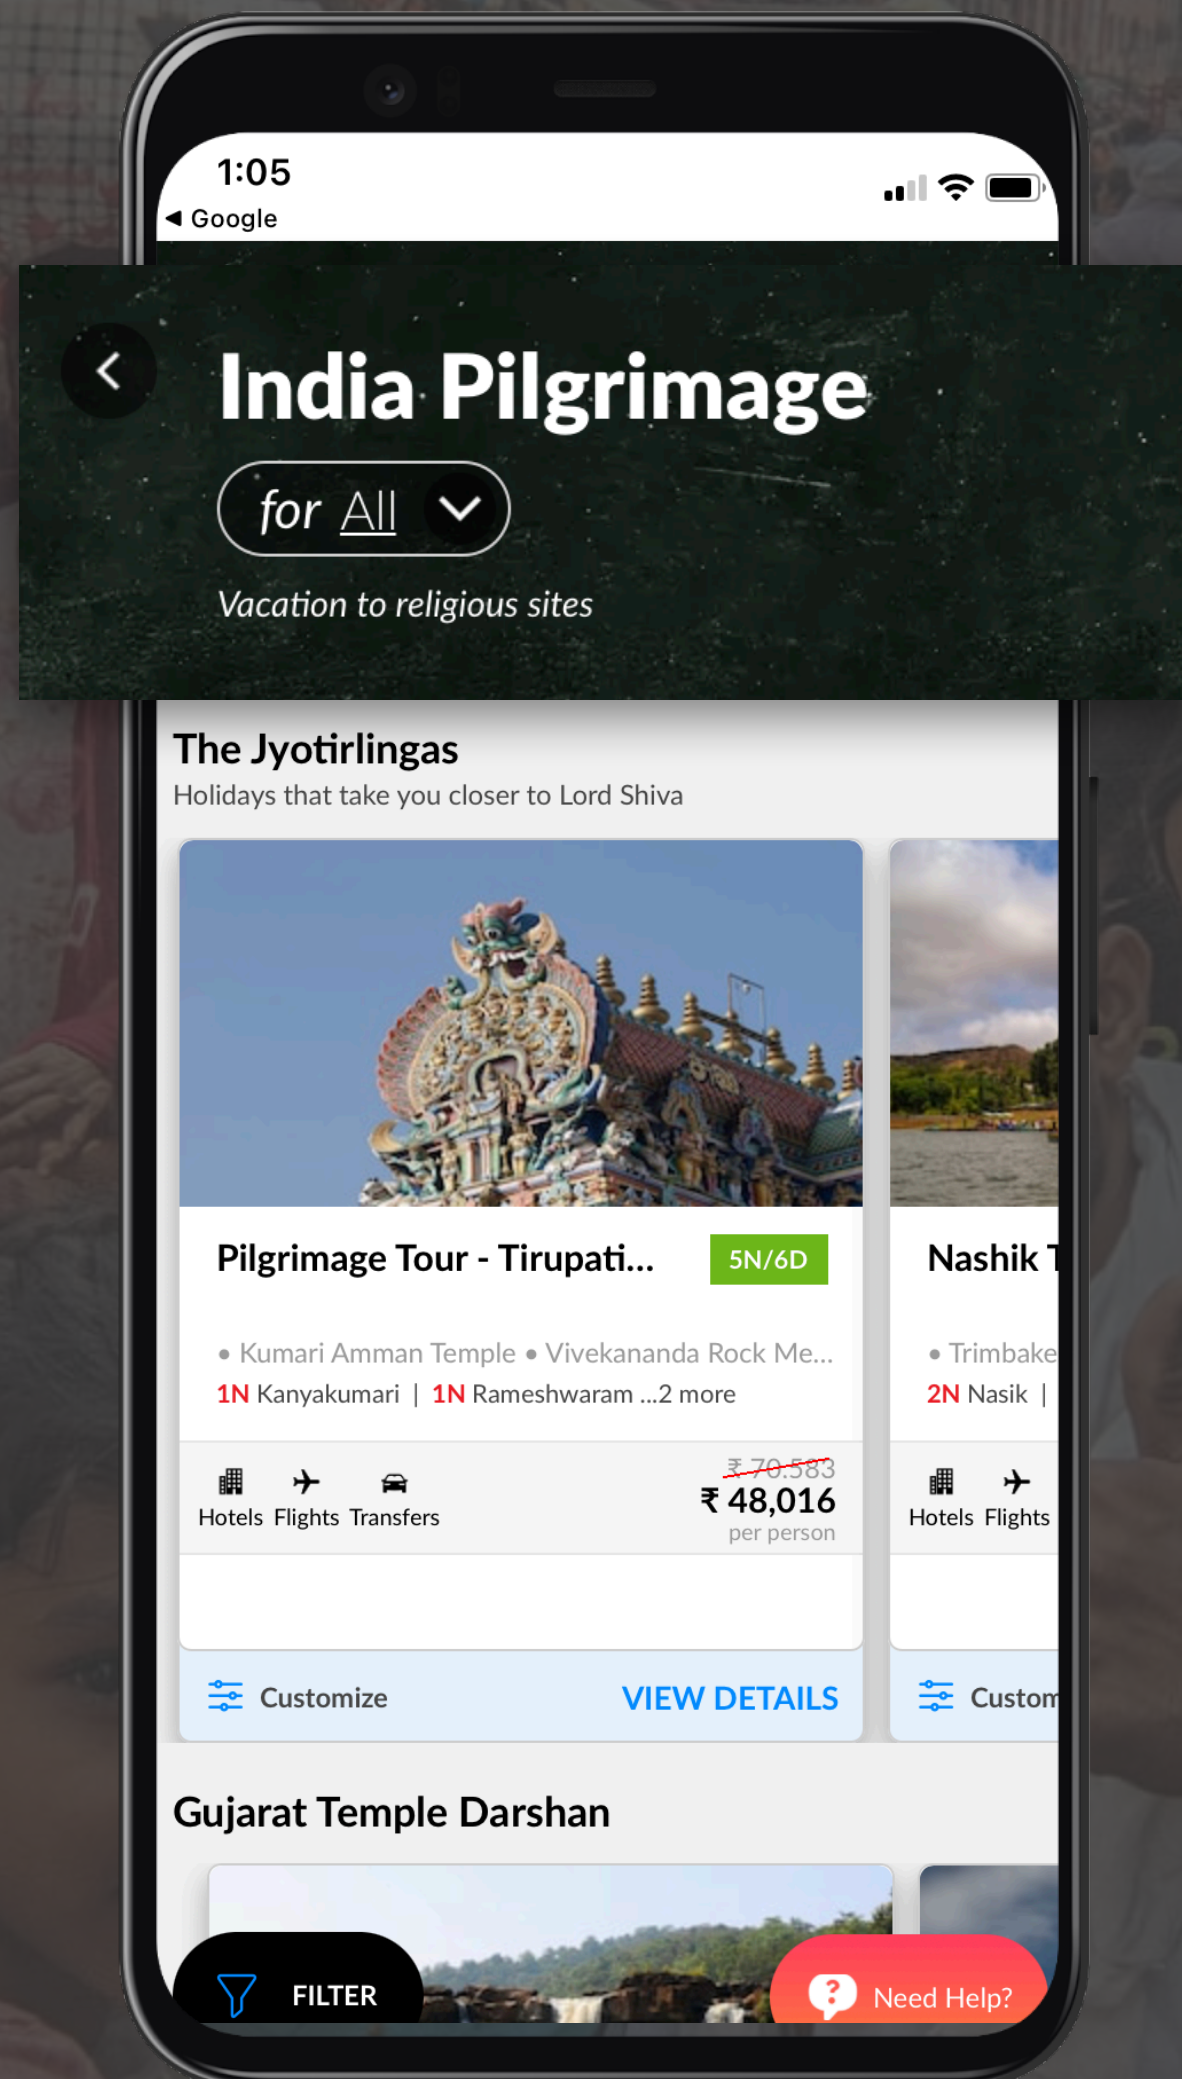 1:05
Google
India Pilgrimage
for All
Vacation to religious sites
The Jyotirlingas
Holidays that take you closer to Lord Shiva
Pilgrimage Tour - Tirupati...
5N/6D
• Kumari Amman Temple • Vivekananda Rock Me...
1N Kanyakumari | 1N Rameshwaram ...2 more
Hotels Flights Transfers
₹ 70,583
₹ 48,016
per person
Customize
VIEW DETAILS
Nashik T
• Trimbake
2N Nasik |
Hotels Flights
Custom
Gujarat Temple Darshan
FILTER
Need Help?